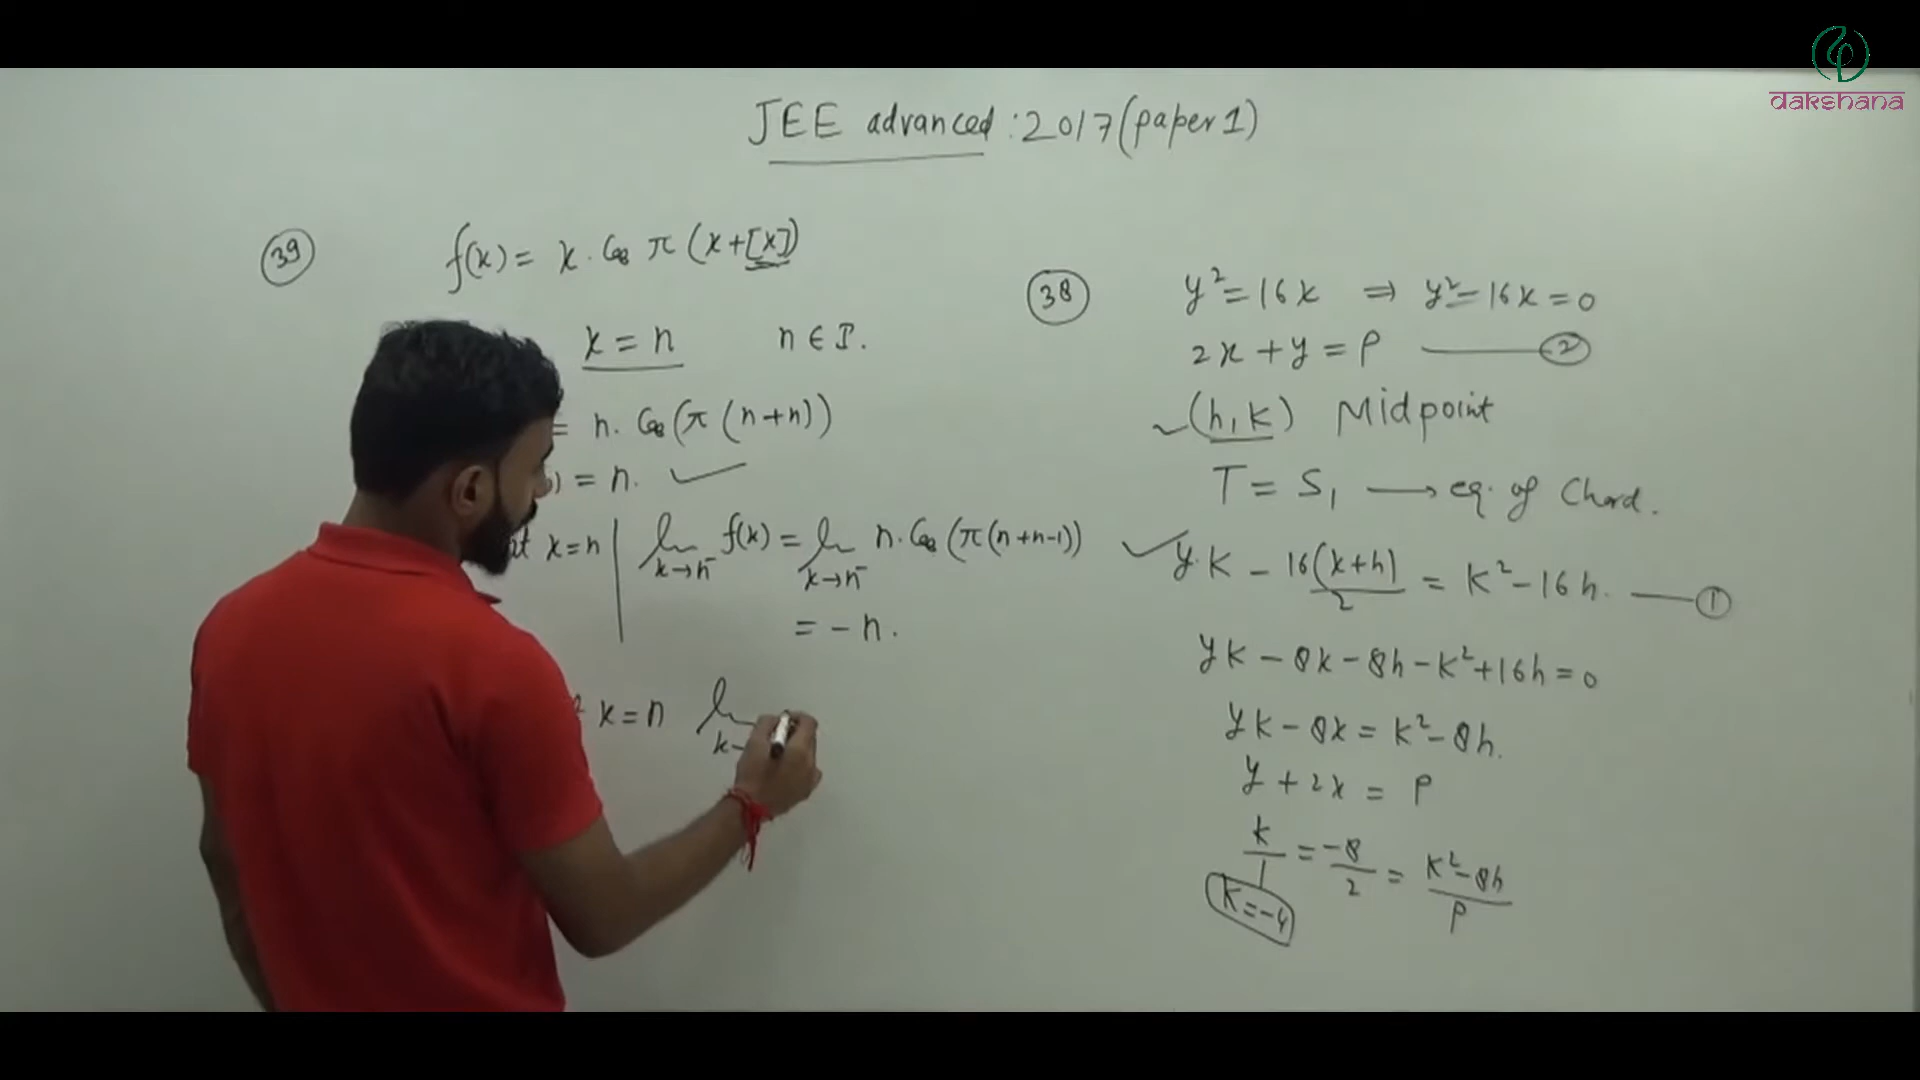 dakshana
JEE advanced : 2017 (paper 1)
39
f(x) = x . Cos π (x+[x])
x = n n ∈ I.
= n. Cos(π (n+n))
) = n.
at x=n | lim x→n⁻ f(x) = lim x→n⁻ n. Cos (π(n+n-1))
= -n.
x=n lim x→
38
y² = 16x ⇒ y² - 16x = 0
2x + y = P —— 2
(h, k) Midpoint
T = S₁ → eq. of Chord.
y.k - 16(x+h)/2 = k² - 16h. —— 1
yk - 8x - 8h - k² + 16h = 0
yk - 8x = k² - 8h.
y + 2x = P
k/1 = -8/2 = k² - 8h/P
k = -4